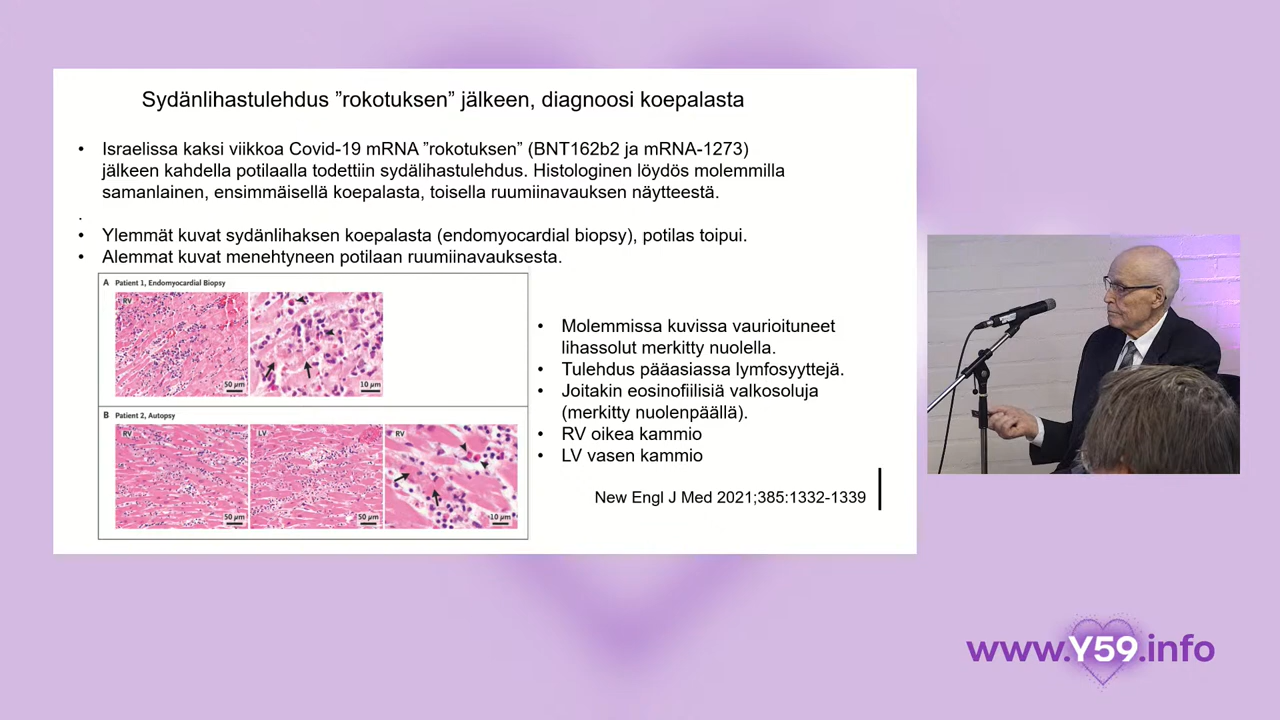 Sydänlihastulehdus ”rokotuksen” jälkeen, diagnoosi koepalasta
• Israelissa kaksi viikkoa Covid-19 mRNA ”rokotuksen” (BNT162b2 ja mRNA-1273)
jälkeen kahdella potilaalla todettiin sydälihastulehdus. Histologinen löydös molemmilla
samanlainen, ensimmäisellä koepalasta, toisella ruumiinavauksen näytteestä.
.
• Ylemmät kuvat sydänlihaksen koepalasta (endomyocardial biopsy), potilas toipui.
• Alemmat kuvat menehtyneen potilaan ruumiinavauksesta.
A Patient 1, Endomyocardial Biopsy
RV
50 µm
10 µm
B Patient 2, Autopsy
RV
LV
RV
50 µm
50 µm
10 µm
• Molemmissa kuvissa vaurioituneet
lihassolut merkitty nuolella.
• Tulehdus pääasiassa lymfosyyttejä.
• Joitakin eosinofiilisiä valkosoluja
(merkitty nuolenpäällä).
• RV oikea kammio
• LV vasen kammio
New Engl J Med 2021;385:1332-1339
www.Y59.info